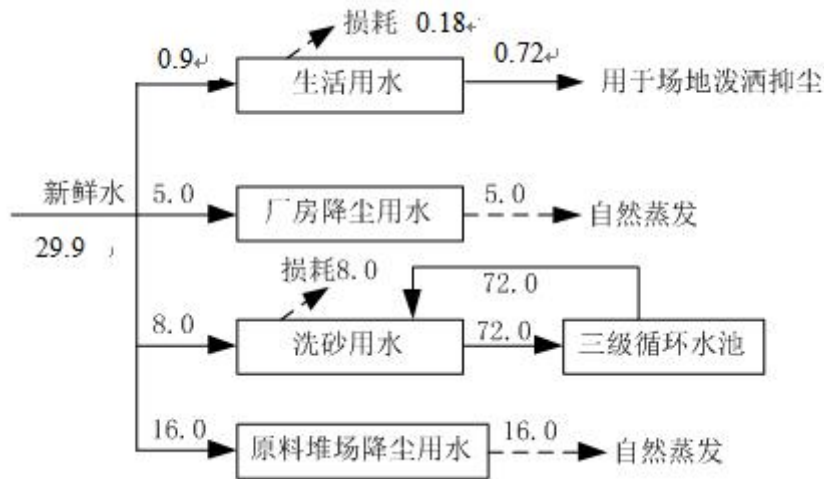 损耗 0.18
0.9
0.72
生活用水
用于场地泼洒抑尘
新鲜水
5.0
5.0
厂房降尘用水
自然蒸发
29.9
损耗8.0
72.0
8.0
洗砂用水
72.0
三级循环水池
16.0
16.0
原料堆场降尘用水
自然蒸发